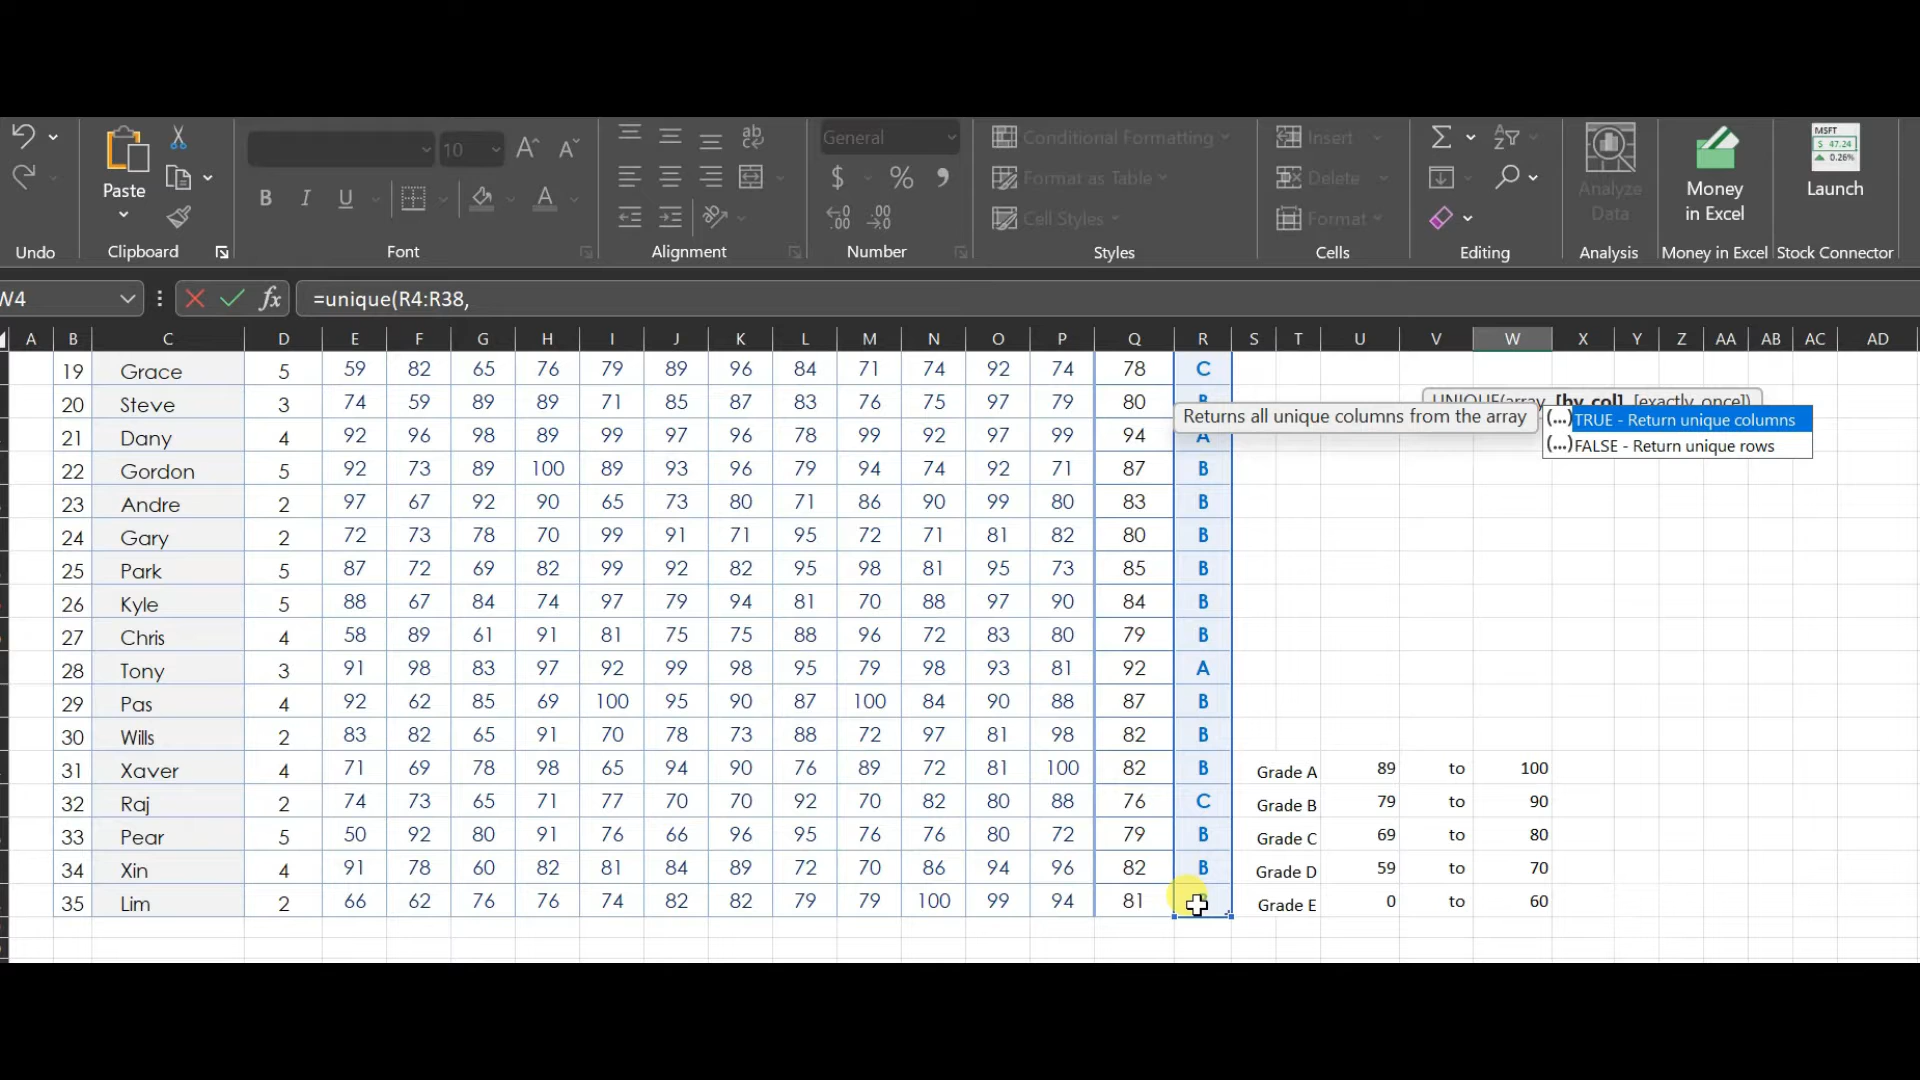 General
10
Conditional Formatting
Insert
MSFT
$ 47.24
0.26%
Paste
B I U
$ % ,
Format as Table
Delete
Analyze
Data
Money
in Excel
Launch
Cell Styles
Format
Undo
Clipboard
Font
Alignment
Number
Styles
Cells
Editing
Analysis
Money in Excel
Stock Connector
W4
fx
=unique(R4:R38,
A B C D E F G H I J K L M N O P Q R S T U V W X Y Z AA AB AC AD
19 Grace 5 59 82 65 76 79 89 96 84 71 74 92 74 78 C
20 Steve 3 74 59 89 89 71 85 87 83 76 76 97 79 80
UNIQUE(array, [by_col], [exactly_once])
Returns all unique columns from the array
(...)TRUE - Return unique columns
(...)FALSE - Return unique rows
21 Dany 4 92 96 98 89 99 97 96 78 99 92 97 99 94 A
22 Gordon 5 92 73 89 100 89 93 96 79 94 74 92 71 87 B
23 Andre 2 97 67 92 90 65 73 80 71 86 90 99 80 83 B
24 Gary 2 72 73 78 70 99 91 71 95 72 71 81 82 80 B
25 Park 5 87 72 69 82 99 92 82 95 98 81 95 73 85 B
26 Kyle 5 88 67 84 74 97 79 94 81 70 88 97 90 84 B
27 Chris 4 58 89 61 91 81 75 75 88 96 72 83 80 79 B
28 Tony 3 91 98 83 97 92 99 98 95 79 98 93 81 92 A
29 Pas 4 92 62 85 69 100 95 90 87 100 84 90 88 87 B
30 Wills 2 83 82 65 91 70 78 73 88 72 97 81 98 82 B
31 Xaver 4 71 69 78 98 65 94 90 76 89 72 81 100 82 B Grade A 89 to 100
32 Raj 2 74 73 65 71 77 70 70 92 70 82 80 88 76 C Grade B 79 to 90
33 Pear 5 50 92 80 91 76 66 96 95 76 76 80 72 79 B Grade C 69 to 80
34 Xin 4 91 78 60 82 81 84 89 72 70 86 94 96 82 B Grade D 59 to 70
35 Lim 2 66 62 76 76 74 82 82 79 79 100 99 94 81 Grade E 0 to 60